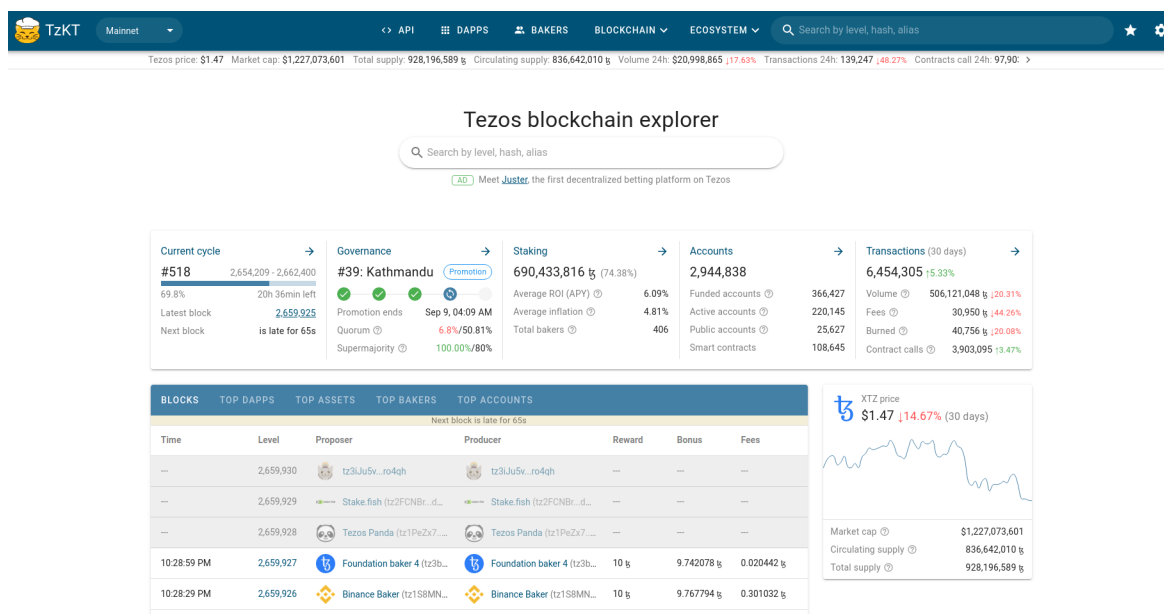 TzKT Mainnet <> API DAPPS BAKERS BLOCKCHAIN ECOSYSTEM Search by level, hash, alias
Tezos price: $1.47 Market cap: $1,227,073,601 Total supply: 928,196,589 ꜩ Circulating supply: 836,642,010 ꜩ Volume 24h: $20,998,865 ↓17.63% Transactions 24h: 139,247 ↓48.27% Contracts call 24h: 97,90
Tezos blockchain explorer
Search by level, hash, alias
AD Meet Juster, the first decentralized betting platform on Tezos
Current cycle →
#518 2,654,209 - 2,662,400
69.8% 20h 36min left
Latest block 2,659,925
Next block is late for 65s
Governance →
#39: Kathmandu Promotion
Promotion ends Sep 9, 04:09 AM
Quorum 6.8%/50.81%
Supermajority 100.00%/80%
Staking →
690,433,816 ꜩ (74.38%)
Average ROI (APY) 6.09%
Average inflation 4.81%
Total bakers 406
Accounts →
2,944,838
Funded accounts 366,427
Active accounts 220,145
Public accounts 25,627
Smart contracts 108,645
Transactions (30 days) →
6,454,305 ↑5.33%
Volume 506,121,048 ꜩ ↓20.31%
Fees 30,950 ꜩ ↓44.26%
Burned 40,756 ꜩ ↓20.08%
Contract calls 3,903,095 ↑3.47%
BLOCKS TOP DAPPS TOP ASSETS TOP BAKERS TOP ACCOUNTS
Next block is late for 65s
Time Level Proposer Producer Reward Bonus Fees
— 2,659,930 tz3iJu5v...ro4qh tz3iJu5v...ro4qh — — —
— 2,659,929 Stake.fish (tz2FCNBr...d... Stake.fish (tz2FCNBr...d... — — —
— 2,659,928 Tezos Panda (tz1PeZx7... Tezos Panda (tz1PeZx7... — — —
10:28:59 PM 2,659,927 Foundation baker 4 (tz3b... Foundation baker 4 (tz3b... 10 ꜩ 9.742078 ꜩ 0.020442 ꜩ
10:28:29 PM 2,659,926 Binance Baker (tz1S8MN... Binance Baker (tz1S8MN... 10 ꜩ 9.767794 ꜩ 0.301032 ꜩ
XTZ price
$1.47 ↓14.67% (30 days)
Market cap $1,227,073,601
Circulating supply 836,642,010 ꜩ
Total supply 928,196,589 ꜩ